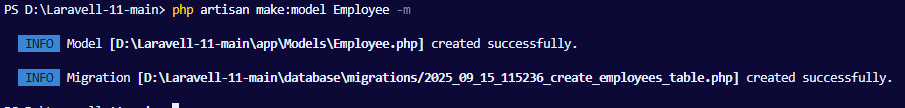 PS D:\Laravell-11-main> php artisan make:model Employee -m
INFO Model [D:\Laravell-11-main\app\Models\Employee.php] created successfully.
INFO Migration [D:\Laravell-11-main\database\migrations/2025_09_15_115236_create_employees_table.php] created successfully.